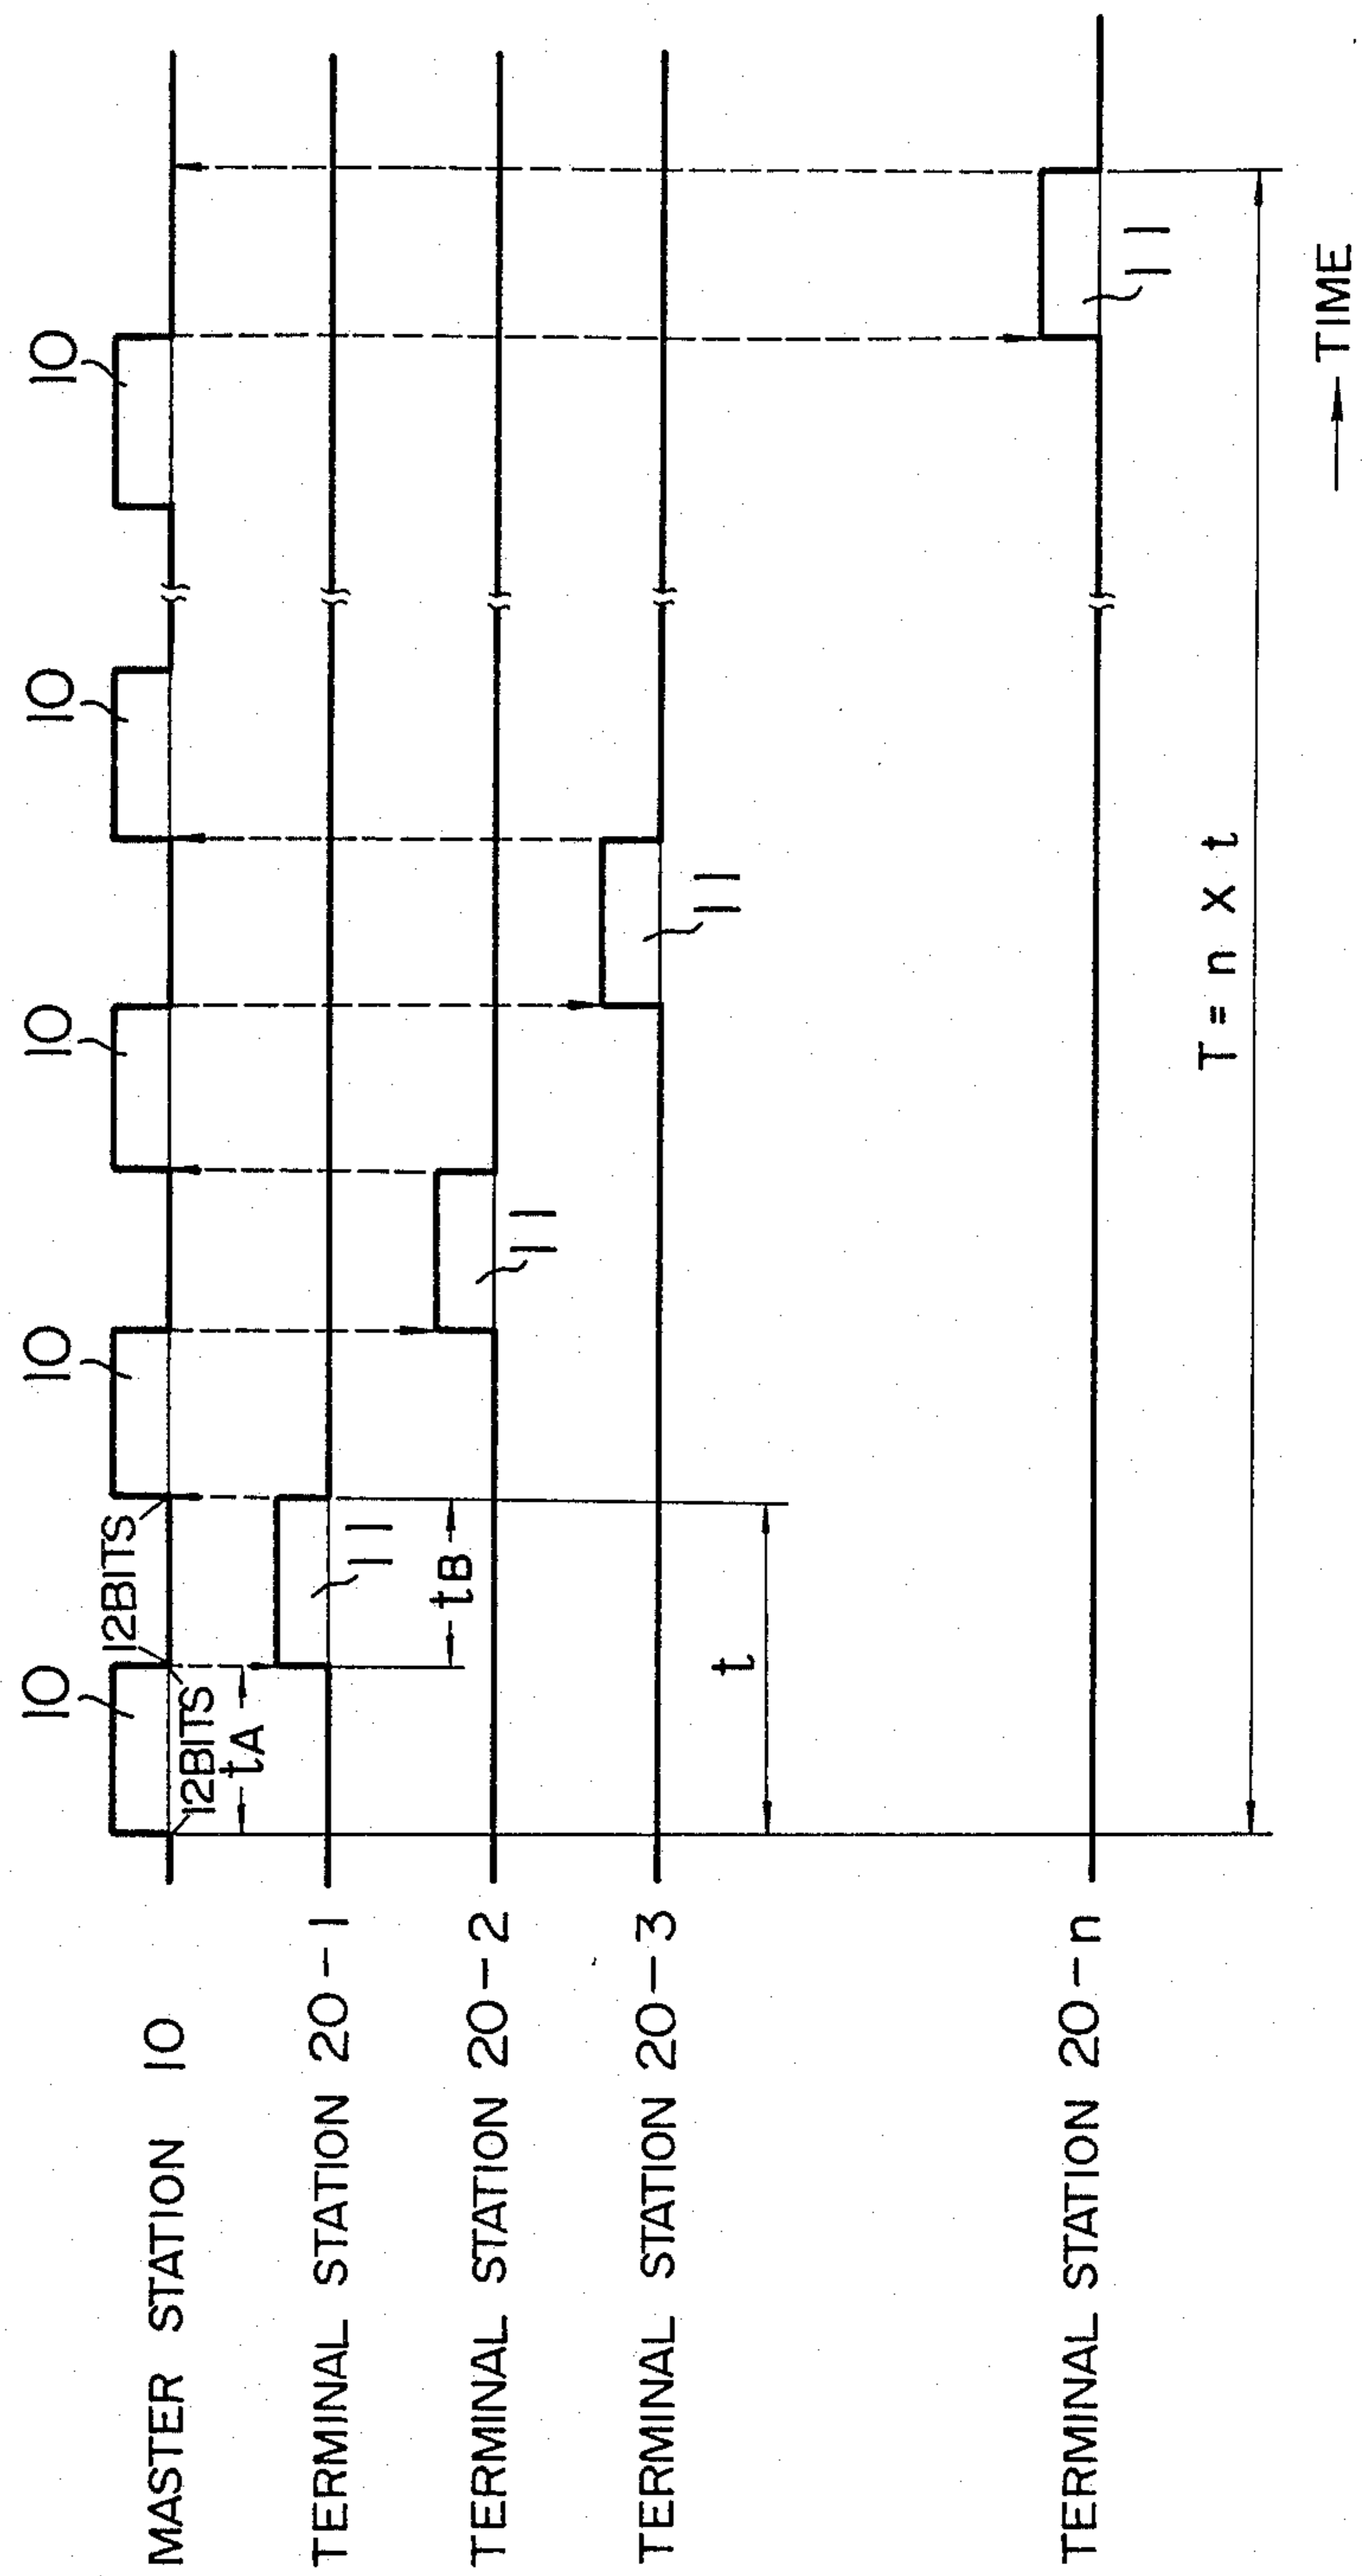 10
10
10
10
10
MASTER STATION 10
12BITS
12BITS
tA
TERMINAL STATION 20-1
11
tB
TERMINAL STATION 20-2
11
TERMINAL STATION 20-3
11
t
TERMINAL STATION 20-n
11
T = n X t
TIME